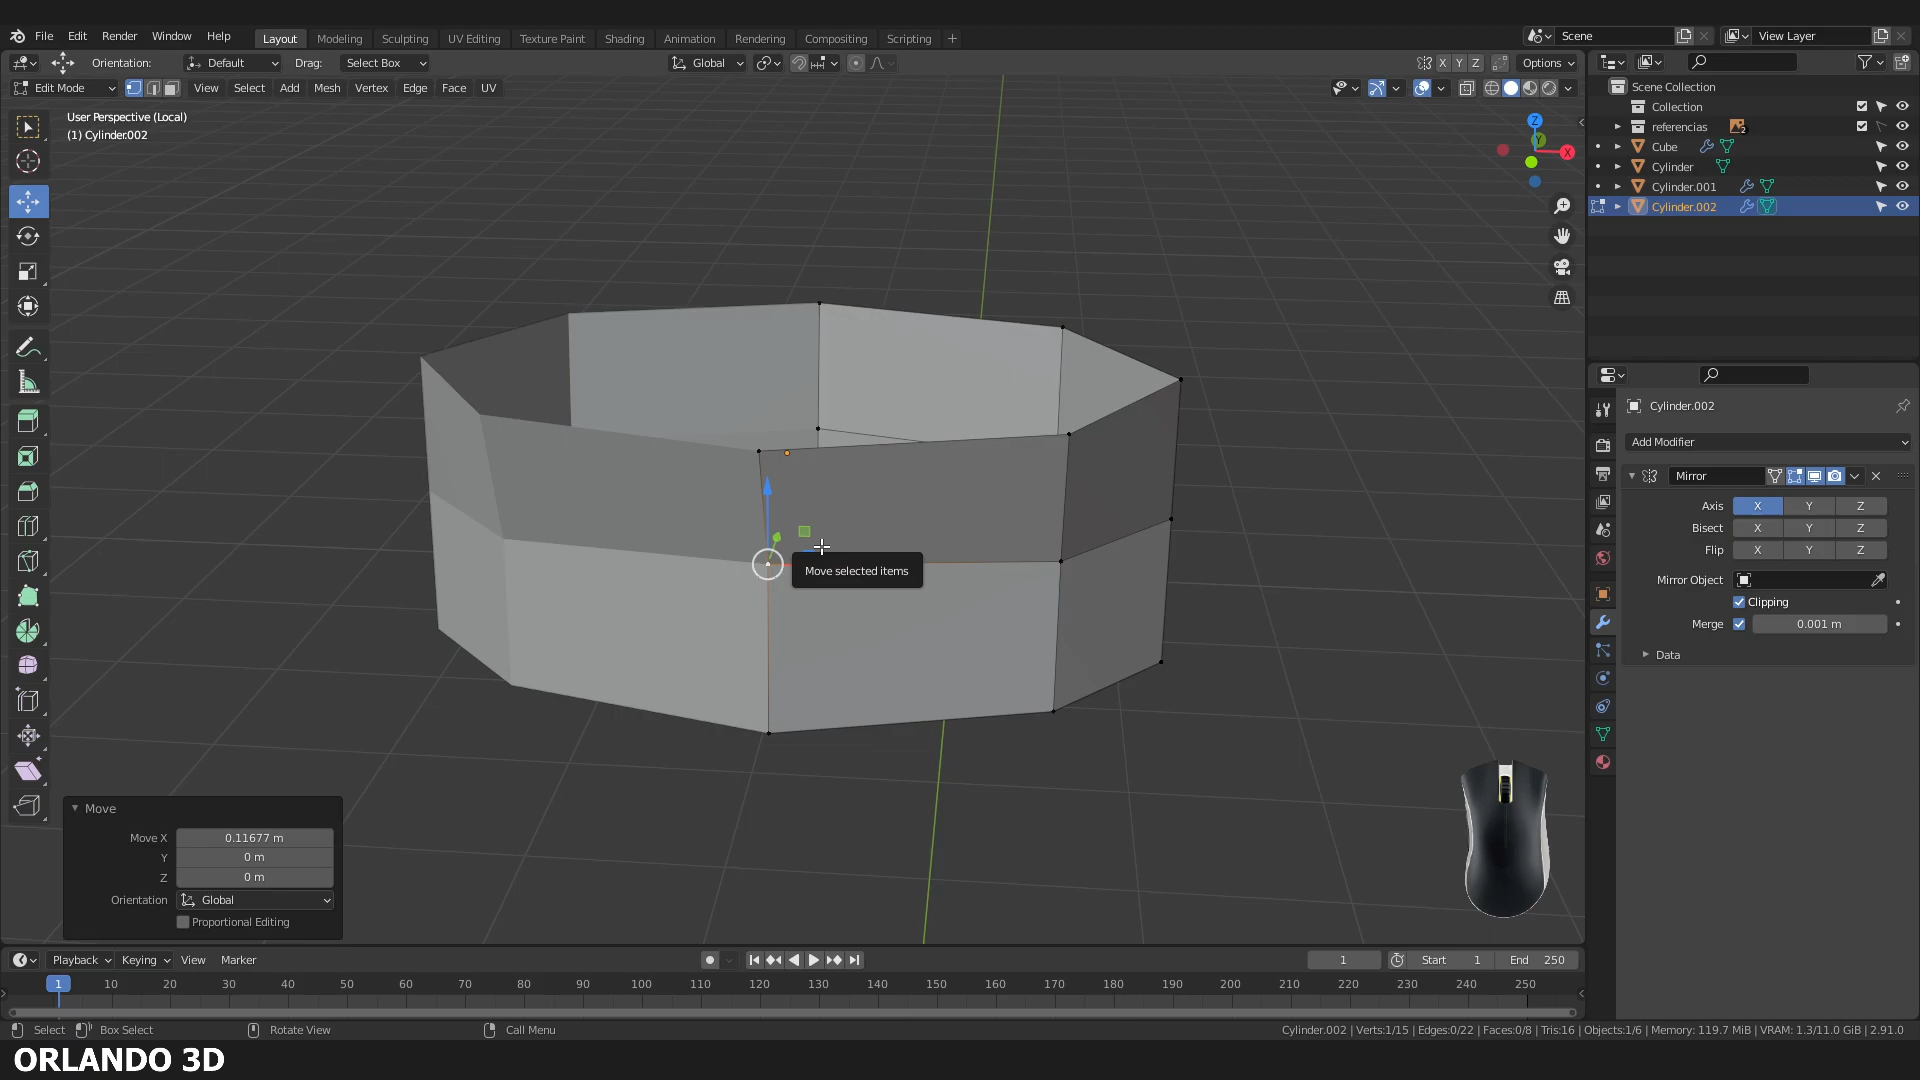 File Edit Render Window Help
Layout Modeling Sculpting UV Editing Texture Paint Shading Animation Rendering Compositing Scripting +
Scene
View Layer
Orientation: Default Drag: Select Box
Global
X Y Z Options
Edit Mode View Select Add Mesh Vertex Edge Face UV
User Perspective (Local)
(1) Cylinder.002
Z
Y
X
Scene Collection
Collection
referencias 2
Cube
Cylinder
Cylinder.001
Cylinder.002
Cylinder.002
Add Modifier
Mirror
Axis X Y Z
Bisect X Y Z
Flip X Y Z
Mirror Object
Clipping
Merge 0.001 m
Data
Move selected items
Move
Move X 0.11677 m
Y 0 m
Z 0 m
Orientation Global
Proportional Editing
Playback Keying View Marker
1 Start 1 End 250
1 10 20 30 40 50 60 70 80 90 100 110 120 130 140 150 160 170 180 190 200 210 220 230 240 250
Select Box Select Rotate View Call Menu
Cylinder.002 | Verts:1/15 | Edges:0/22 | Faces:0/8 | Tris:16 | Objects:1/6 | Memory: 119.7 MiB | VRAM: 1.3/11.0 GiB | 2.91.0
ORLANDO 3D